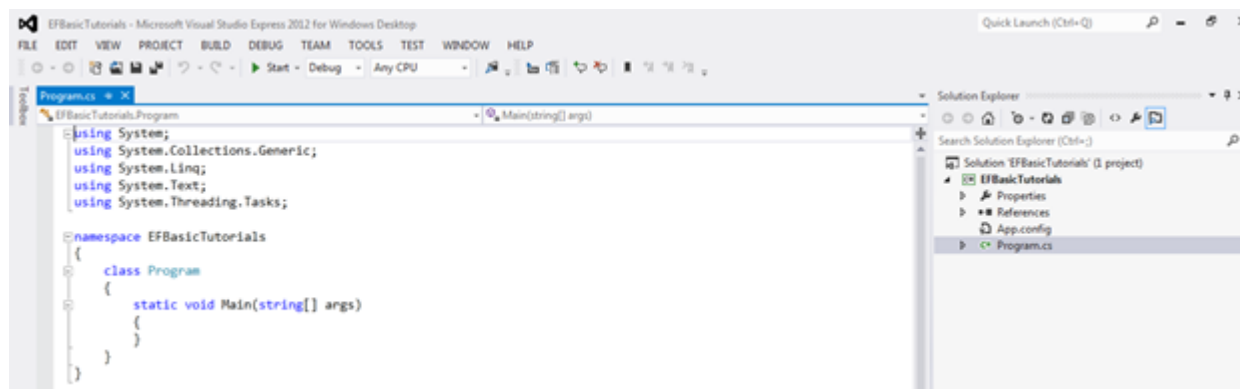 EFBasicTutorials - Microsoft Visual Studio Express 2012 for Windows Desktop
Quick Launch (Ctrl+Q)
FILE EDIT VIEW PROJECT BUILD DEBUG TEAM TOOLS TEST WINDOW HELP
Start Debug Any CPU
Toolbox
Program.cs
EFBasicTutorials.Program
Main(string[] args)
using System;
using System.Collections.Generic;
using System.Linq;
using System.Text;
using System.Threading.Tasks;
namespace EFBasicTutorials
{
class Program
{
static void Main(string[] args)
{
}
}
}
Solution Explorer
Search Solution Explorer (Ctrl+;)
Solution 'EFBasicTutorials' (1 project)
EFBasicTutorials
Properties
References
App.config
Program.cs